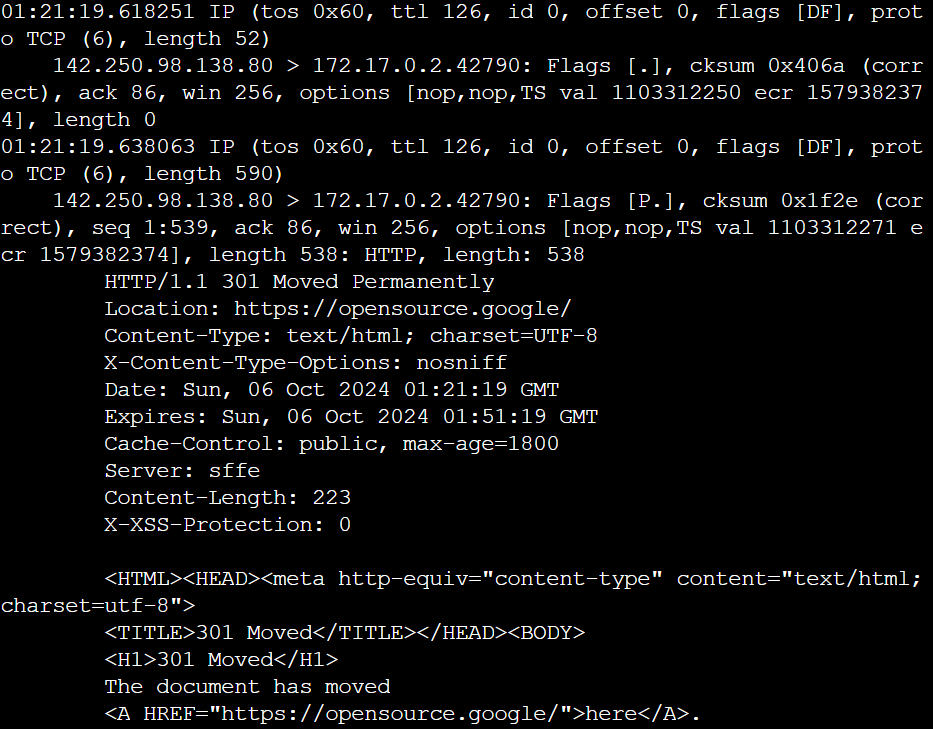 01:21:19.618251 IP (tos 0x60, ttl 126, id 0, offset 0, flags [DF], prot
o TCP (6), length 52)
    142.250.98.138.80 > 172.17.0.2.42790: Flags [.], cksum 0x406a (corr
ect), ack 86, win 256, options [nop,nop,TS val 1103312250 ecr 157938237
4], length 0
01:21:19.638063 IP (tos 0x60, ttl 126, id 0, offset 0, flags [DF], prot
o TCP (6), length 590)
    142.250.98.138.80 > 172.17.0.2.42790: Flags [P.], cksum 0x1f2e (cor
rect), seq 1:539, ack 86, win 256, options [nop,nop,TS val 1103312271 e
cr 1579382374], length 538: HTTP, length: 538
        HTTP/1.1 301 Moved Permanently
        Location: https://opensource.google/
        Content-Type: text/html; charset=UTF-8
        X-Content-Type-Options: nosniff
        Date: Sun, 06 Oct 2024 01:21:19 GMT
        Expires: Sun, 06 Oct 2024 01:51:19 GMT
        Cache-Control: public, max-age=1800
        Server: sffe
        Content-Length: 223
        X-XSS-Protection: 0

        <HTML><HEAD><meta http-equiv="content-type" content="text/html;
charset=utf-8">
        <TITLE>301 Moved</TITLE></HEAD><BODY>
        <H1>301 Moved</H1>
        The document has moved
        <A HREF="https://opensource.google/">here</A>.